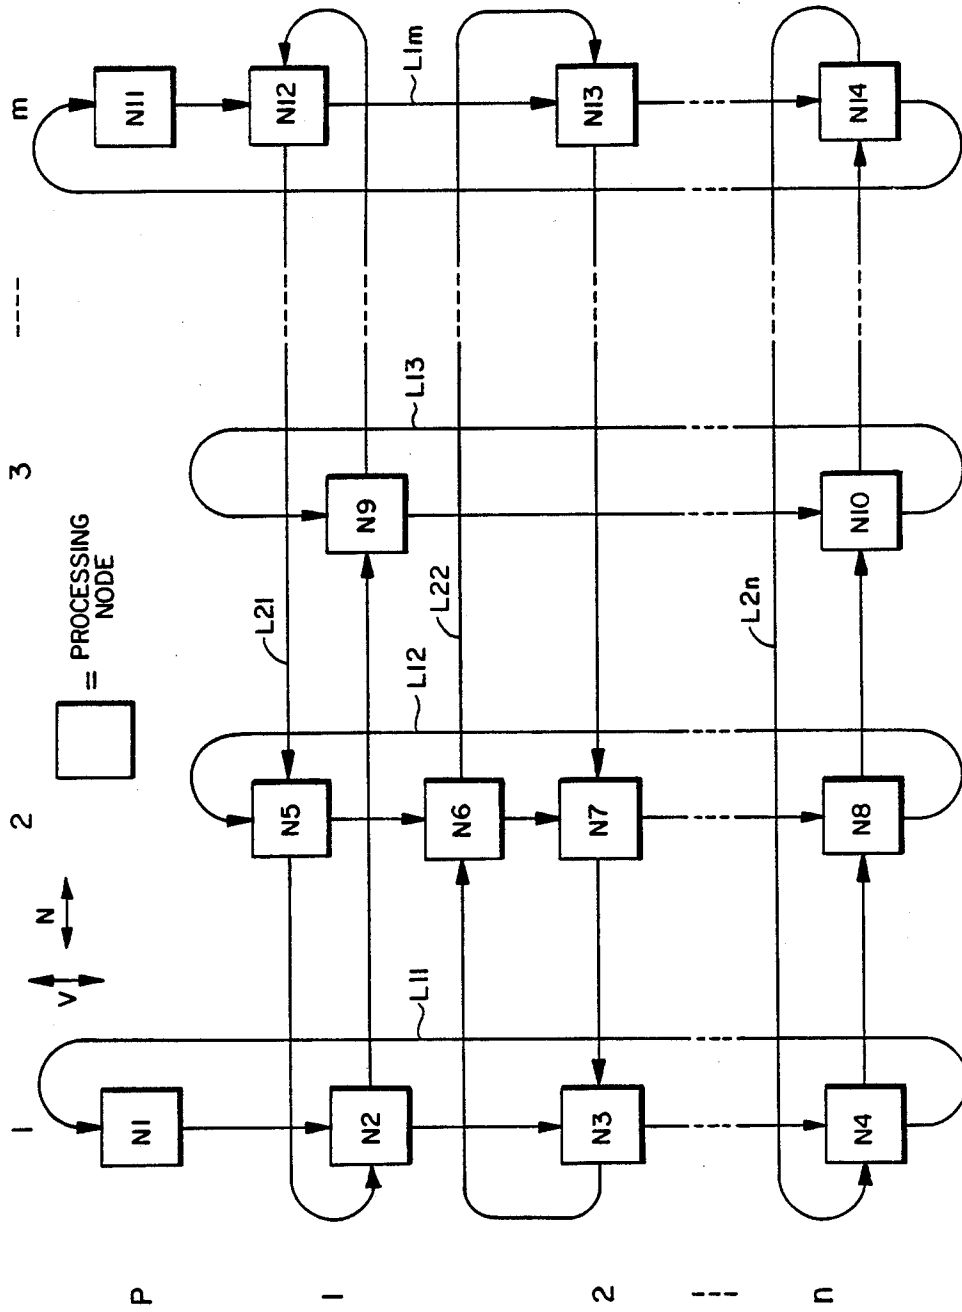 1 2 3 ---- m
V N
= PROCESSING
NODE
P
N1
N11
1
N5
L21
N12
N2
N9
N6
L11
L12
L22
L13
L1m
2
N3
N7
N13
----
L2n
n
N4
N8
N10
N14